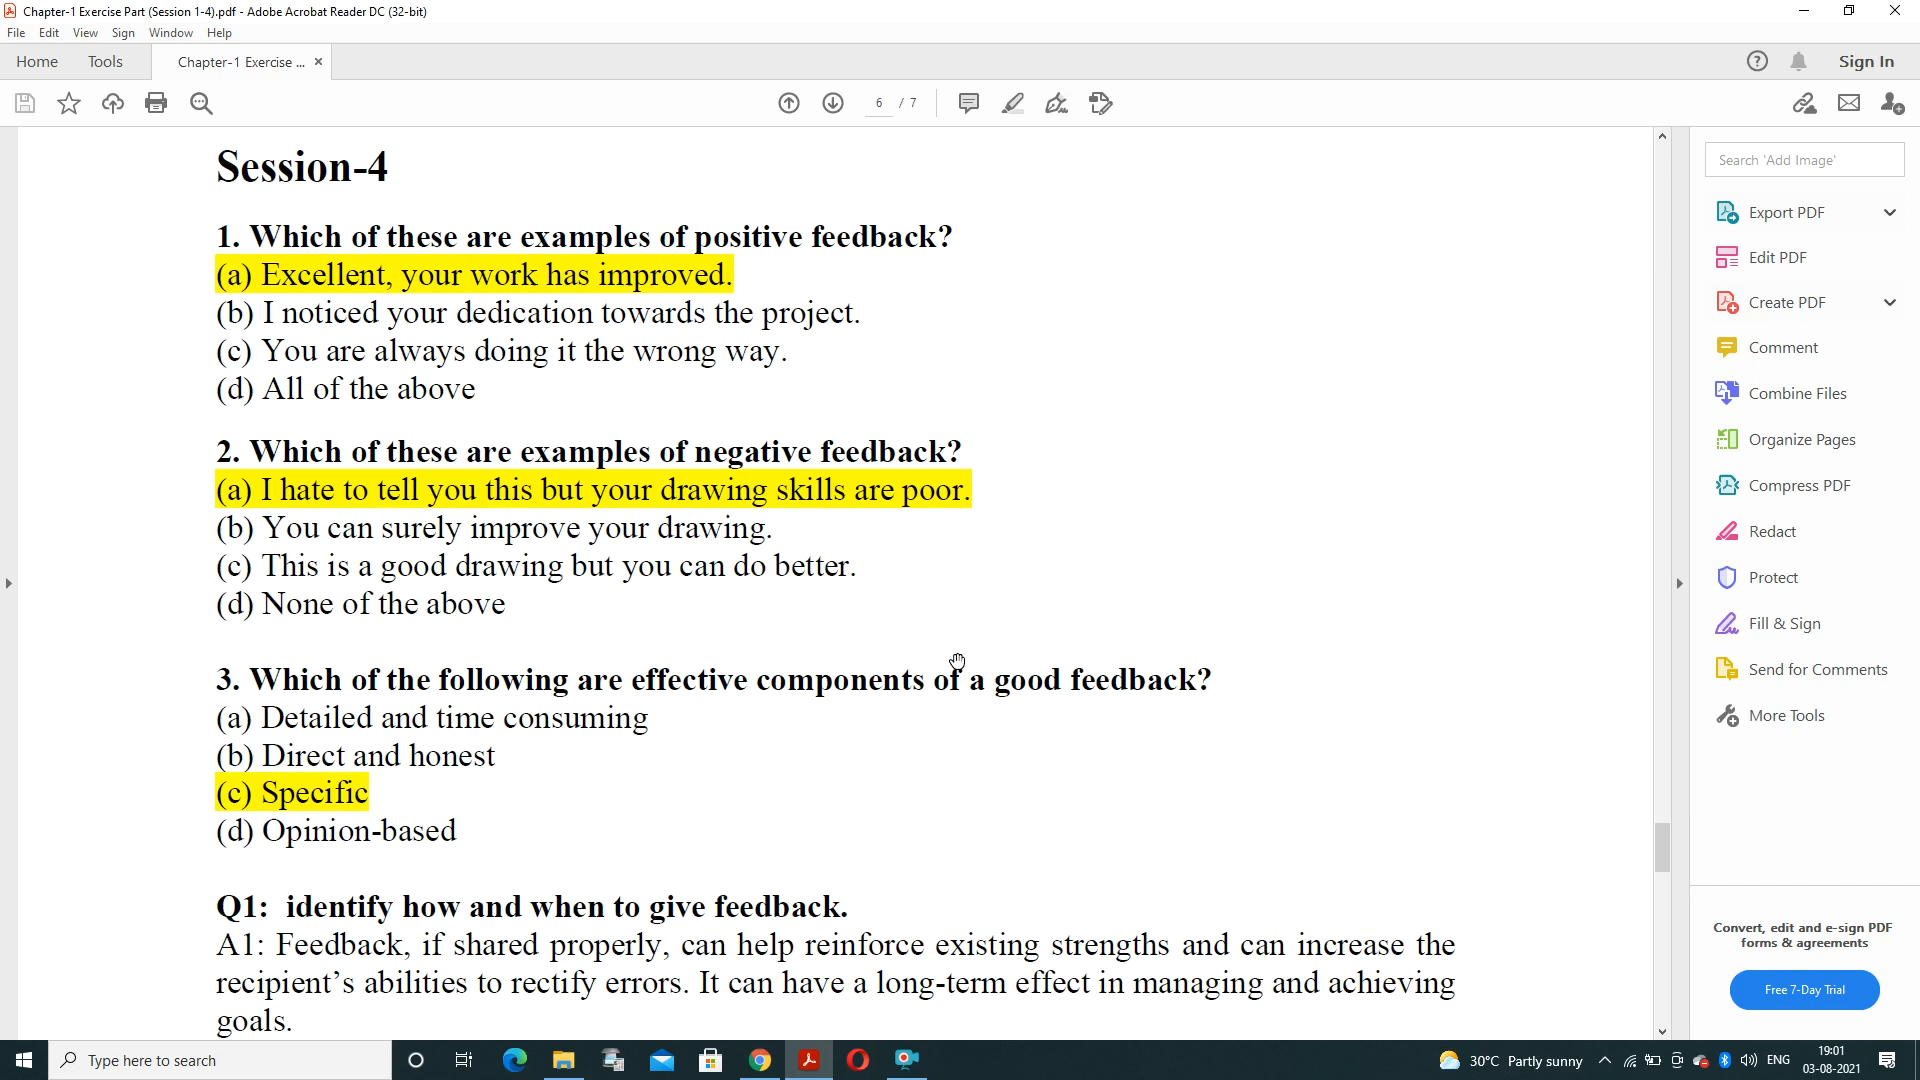 Chapter-1 Exercise Part (Session 1-4).pdf - Adobe Acrobat Reader DC (32-bit)
File Edit View Sign Window Help
Home Tools Chapter-1 Exercise ... × Sign In
6 / 7
Session-4
1. Which of these are examples of positive feedback?
(a) Excellent, your work has improved.
(b) I noticed your dedication towards the project.
(c) You are always doing it the wrong way.
(d) All of the above
2. Which of these are examples of negative feedback?
(a) I hate to tell you this but your drawing skills are poor.
(b) You can surely improve your drawing.
(c) This is a good drawing but you can do better.
(d) None of the above
3. Which of the following are effective components of a good feedback?
(a) Detailed and time consuming
(b) Direct and honest
(c) Specific
(d) Opinion-based
Q1: identify how and when to give feedback.
A1: Feedback, if shared properly, can help reinforce existing strengths and can increase the
recipient’s abilities to rectify errors. It can have a long-term effect in managing and achieving
goals.
Search 'Add Image'
Export PDF
Edit PDF
Create PDF
Comment
Combine Files
Organize Pages
Compress PDF
Redact
Protect
Fill & Sign
Send for Comments
More Tools
Convert, edit and e-sign PDF
forms & agreements
Free 7-Day Trial
Type here to search
30°C Partly sunny
ENG
19:01
03-08-2021